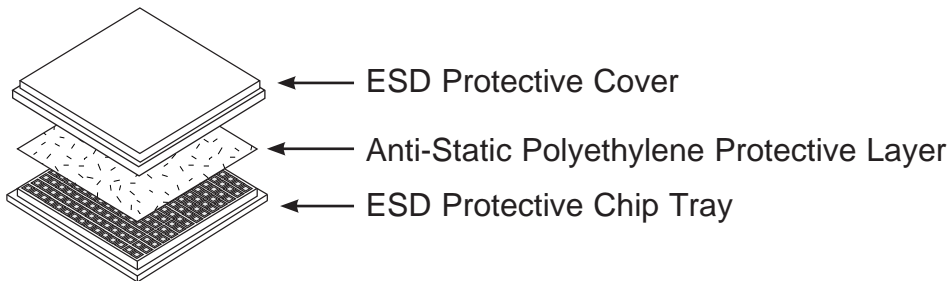 ESD Protective Cover
Anti-Static Polyethylene Protective Layer
ESD Protective Chip Tray